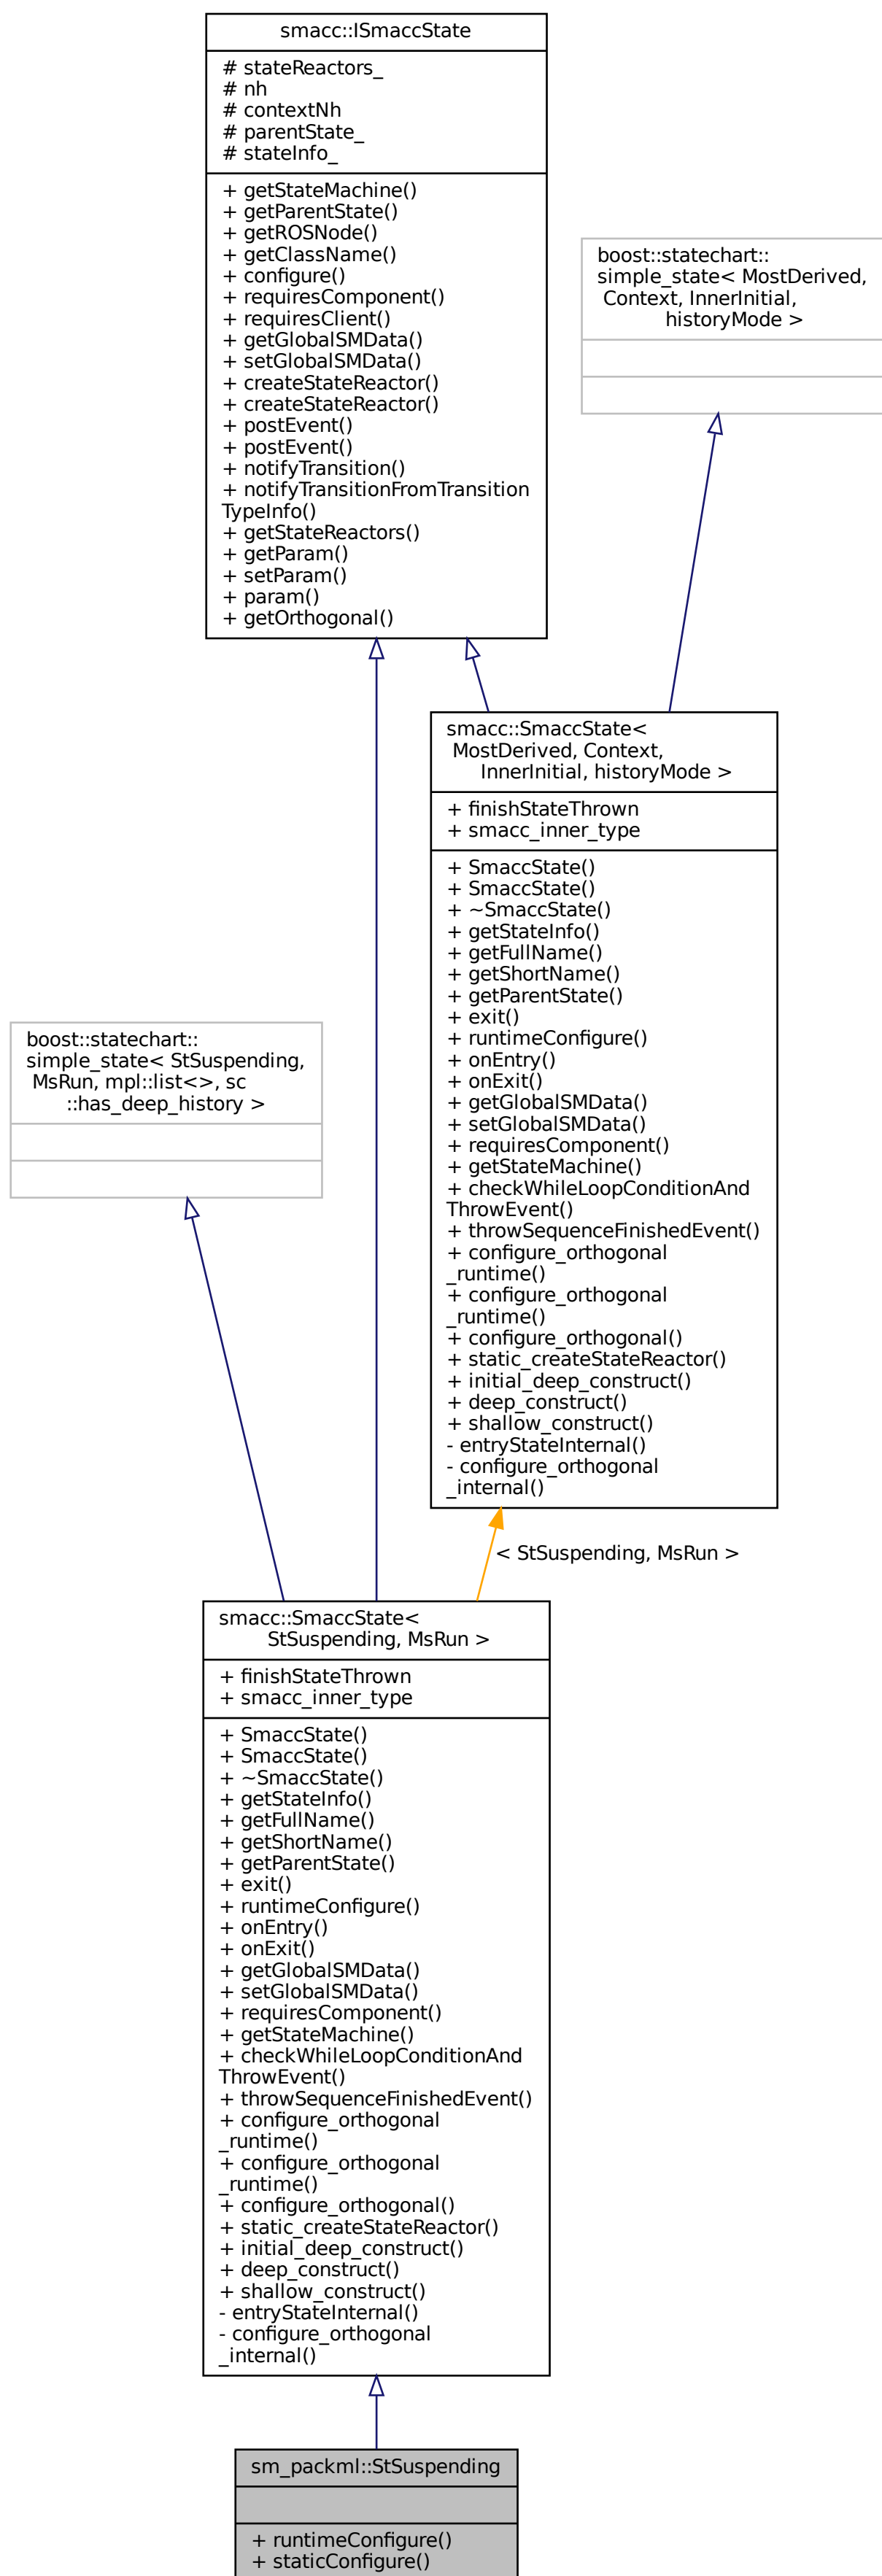 smacc::ISmaccState
# stateReactors_
# nh
# contextNh
# parentState_
# stateInfo_
+ getStateMachine()
+ getParentState()
+ getROSNode()
+ getClassName()
+ configure()
+ requiresComponent()
+ requiresClient()
+ getGlobalSMData()
+ setGlobalSMData()
+ createStateReactor()
+ createStateReactor()
+ postEvent()
+ postEvent()
+ notifyTransition()
+ notifyTransitionFromTransition
TypeInfo()
+ getStateReactors()
+ getParam()
+ setParam()
+ param()
+ getOrthogonal()
boost::statechart::
simple_state< MostDerived,
Context, InnerInitial,
historyMode >
smacc::SmaccState<
MostDerived, Context,
InnerInitial, historyMode >
+ finishStateThrown
+ smacc_inner_type
+ SmaccState()
+ SmaccState()
+ ~SmaccState()
+ getStateInfo()
+ getFullName()
+ getShortName()
+ getParentState()
+ exit()
+ runtimeConfigure()
+ onEntry()
+ onExit()
+ getGlobalSMData()
+ setGlobalSMData()
+ requiresComponent()
+ getStateMachine()
+ checkWhileLoopConditionAnd
ThrowEvent()
+ throwSequenceFinishedEvent()
+ configure_orthogonal
_runtime()
+ configure_orthogonal
_runtime()
+ configure_orthogonal()
+ static_createStateReactor()
+ initial_deep_construct()
+ deep_construct()
+ shallow_construct()
- entryStateInternal()
- configure_orthogonal
_internal()
boost::statechart::
simple_state< StSuspending,
MsRun, mpl::list<>, sc
::has_deep_history >
< StSuspending, MsRun >
smacc::SmaccState<
StSuspending, MsRun >
+ finishStateThrown
+ smacc_inner_type
+ SmaccState()
+ SmaccState()
+ ~SmaccState()
+ getStateInfo()
+ getFullName()
+ getShortName()
+ getParentState()
+ exit()
+ runtimeConfigure()
+ onEntry()
+ onExit()
+ getGlobalSMData()
+ setGlobalSMData()
+ requiresComponent()
+ getStateMachine()
+ checkWhileLoopConditionAnd
ThrowEvent()
+ throwSequenceFinishedEvent()
+ configure_orthogonal
_runtime()
+ configure_orthogonal
_runtime()
+ configure_orthogonal()
+ static_createStateReactor()
+ initial_deep_construct()
+ deep_construct()
+ shallow_construct()
- entryStateInternal()
- configure_orthogonal
_internal()
sm_packml::StSuspending
+ runtimeConfigure()
+ staticConfigure()